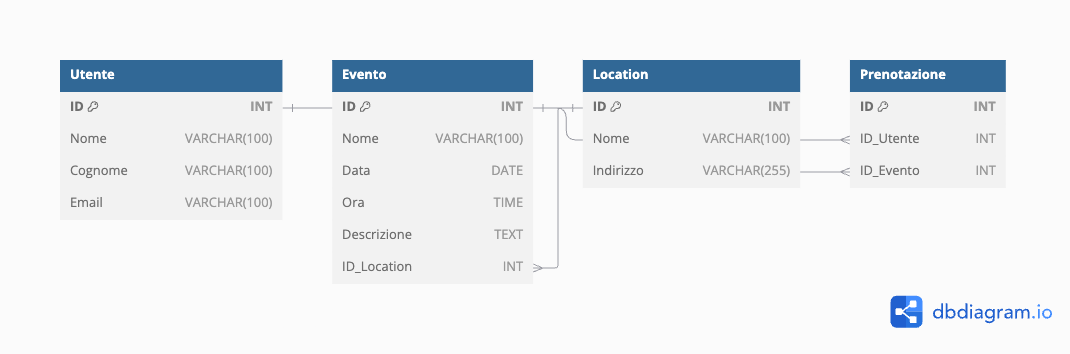 Utente
ID INT
Nome VARCHAR(100)
Cognome VARCHAR(100)
Email VARCHAR(100)
Evento
ID INT
Nome VARCHAR(100)
Data DATE
Ora TIME
Descrizione TEXT
ID_Location INT
Location
ID INT
Nome VARCHAR(100)
Indirizzo VARCHAR(255)
Prenotazione
ID INT
ID_Utente INT
ID_Evento INT
dbdiagram.io